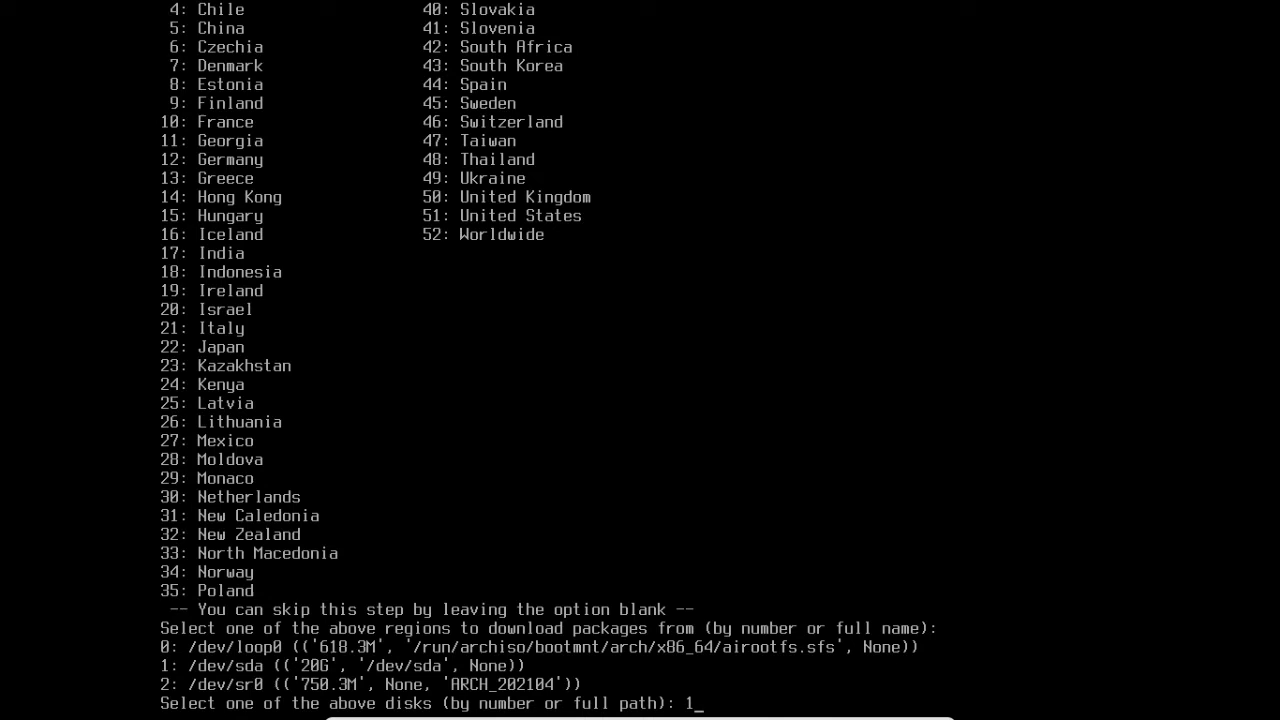 4: Chile 40: Slovakia
5: China 41: Slovenia
6: Czechia 42: South Africa
7: Denmark 43: South Korea
8: Estonia 44: Spain
9: Finland 45: Sweden
10: France 46: Switzerland
11: Georgia 47: Taiwan
12: Germany 48: Thailand
13: Greece 49: Ukraine
14: Hong Kong 50: United Kingdom
15: Hungary 51: United States
16: Iceland 52: Worldwide
17: India
18: Indonesia
19: Ireland
20: Israel
21: Italy
22: Japan
23: Kazakhstan
24: Kenya
25: Latvia
26: Lithuania
27: Mexico
28: Moldova
29: Monaco
30: Netherlands
31: New Caledonia
32: New Zealand
33: North Macedonia
34: Norway
35: Poland
-- You can skip this step by leaving the option blank --
Select one of the above regions to download packages from (by number or full name):
0: /dev/loop0 (('618.3M', '/run/archiso/bootmnt/arch/x86_64/airootfs.sfs', None))
1: /dev/sda (('20G', '/dev/sda', None))
2: /dev/sr0 (('750.3M', None, 'ARCH_202104'))
Select one of the above disks (by number or full path): 1_